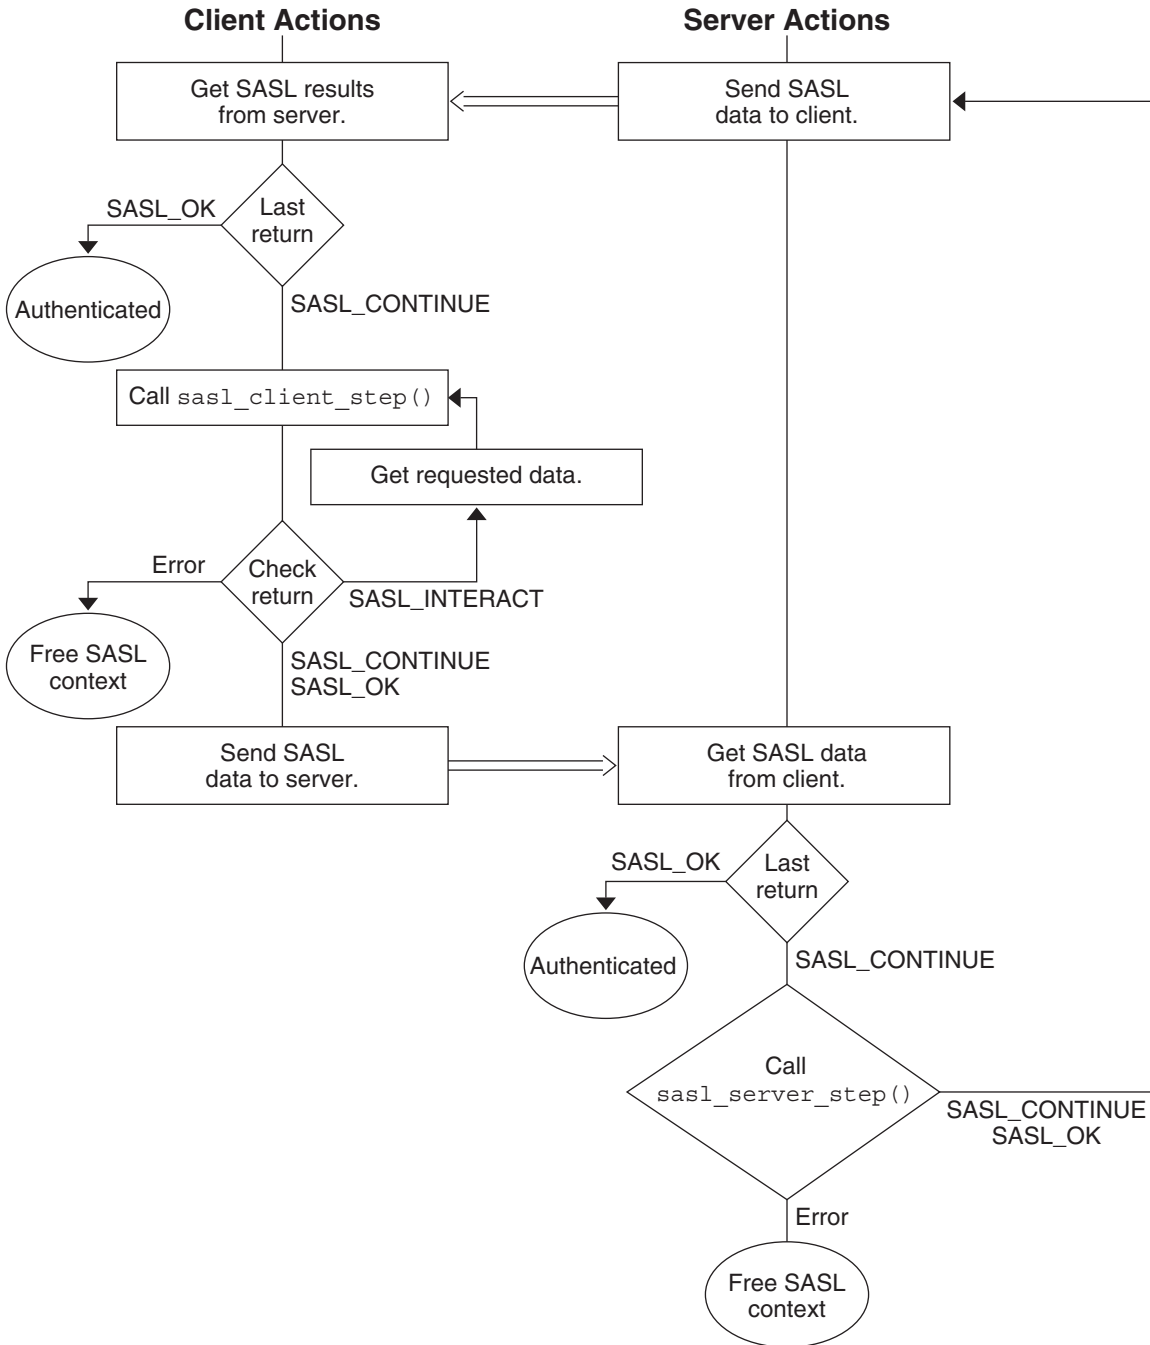 Client Actions
Server Actions
Get SASL results
from server.
Send SASL
data to client.
SASL_OK
Last
return
Authenticated
SASL_CONTINUE
Call sasl_client_step()
Get requested data.
Error
Check
return
SASL_INTERACT
Free SASL
context
SASL_CONTINUE
SASL_OK
Send SASL
data to server.
Get SASL data
from client.
SASL_OK
Last
return
Authenticated
SASL_CONTINUE
Call
sasl_server_step()
SASL_CONTINUE
SASL_OK
Error
Free SASL
context